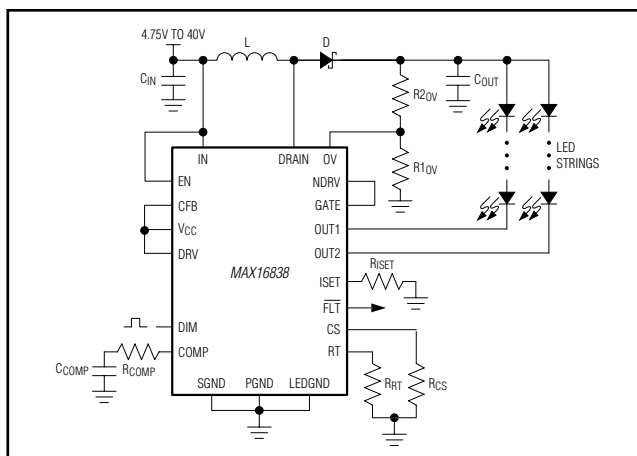 4.75V TO 40V
L
D
CIN
R2OV
COUT
R1OV
LED
STRINGS
IN
DRAIN
OV
EN
NDRV
CFB
GATE
VCC
OUT1
DRV
OUT2
MAX16838
ISET
RISET
FLT
DIM
CS
COMP
RT
CCOMP
RCOMP
SGND
PGND
LEDGND
RRT
RCS